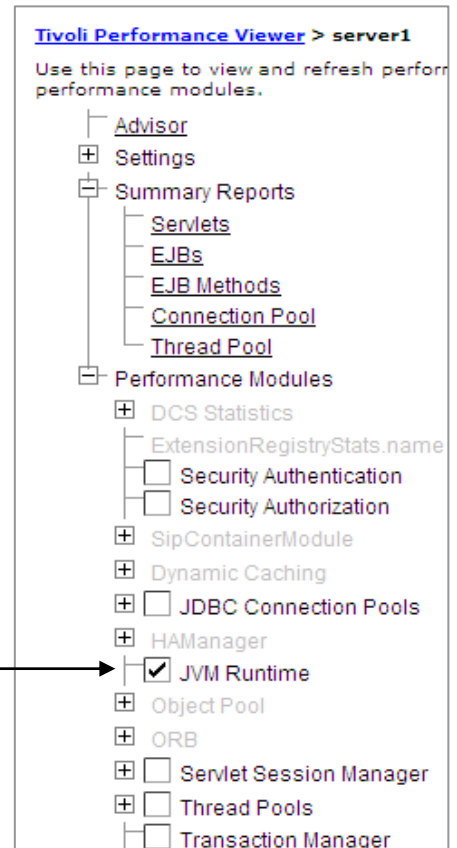 Tivoli Performance Viewer > server1
Use this page to view and refresh perforr
performance modules.
Advisor
Settings
Summary Reports
Servlets
EJBs
EJB Methods
Connection Pool
Thread Pool
Performance Modules
DCS Statistics
ExtensionRegistryStats.name
Security Authentication
Security Authorization
SipContainerModule
Dynamic Caching
JDBC Connection Pools
HAManager
JVM Runtime
Object Pool
ORB
Servlet Session Manager
Thread Pools
Transaction Manager